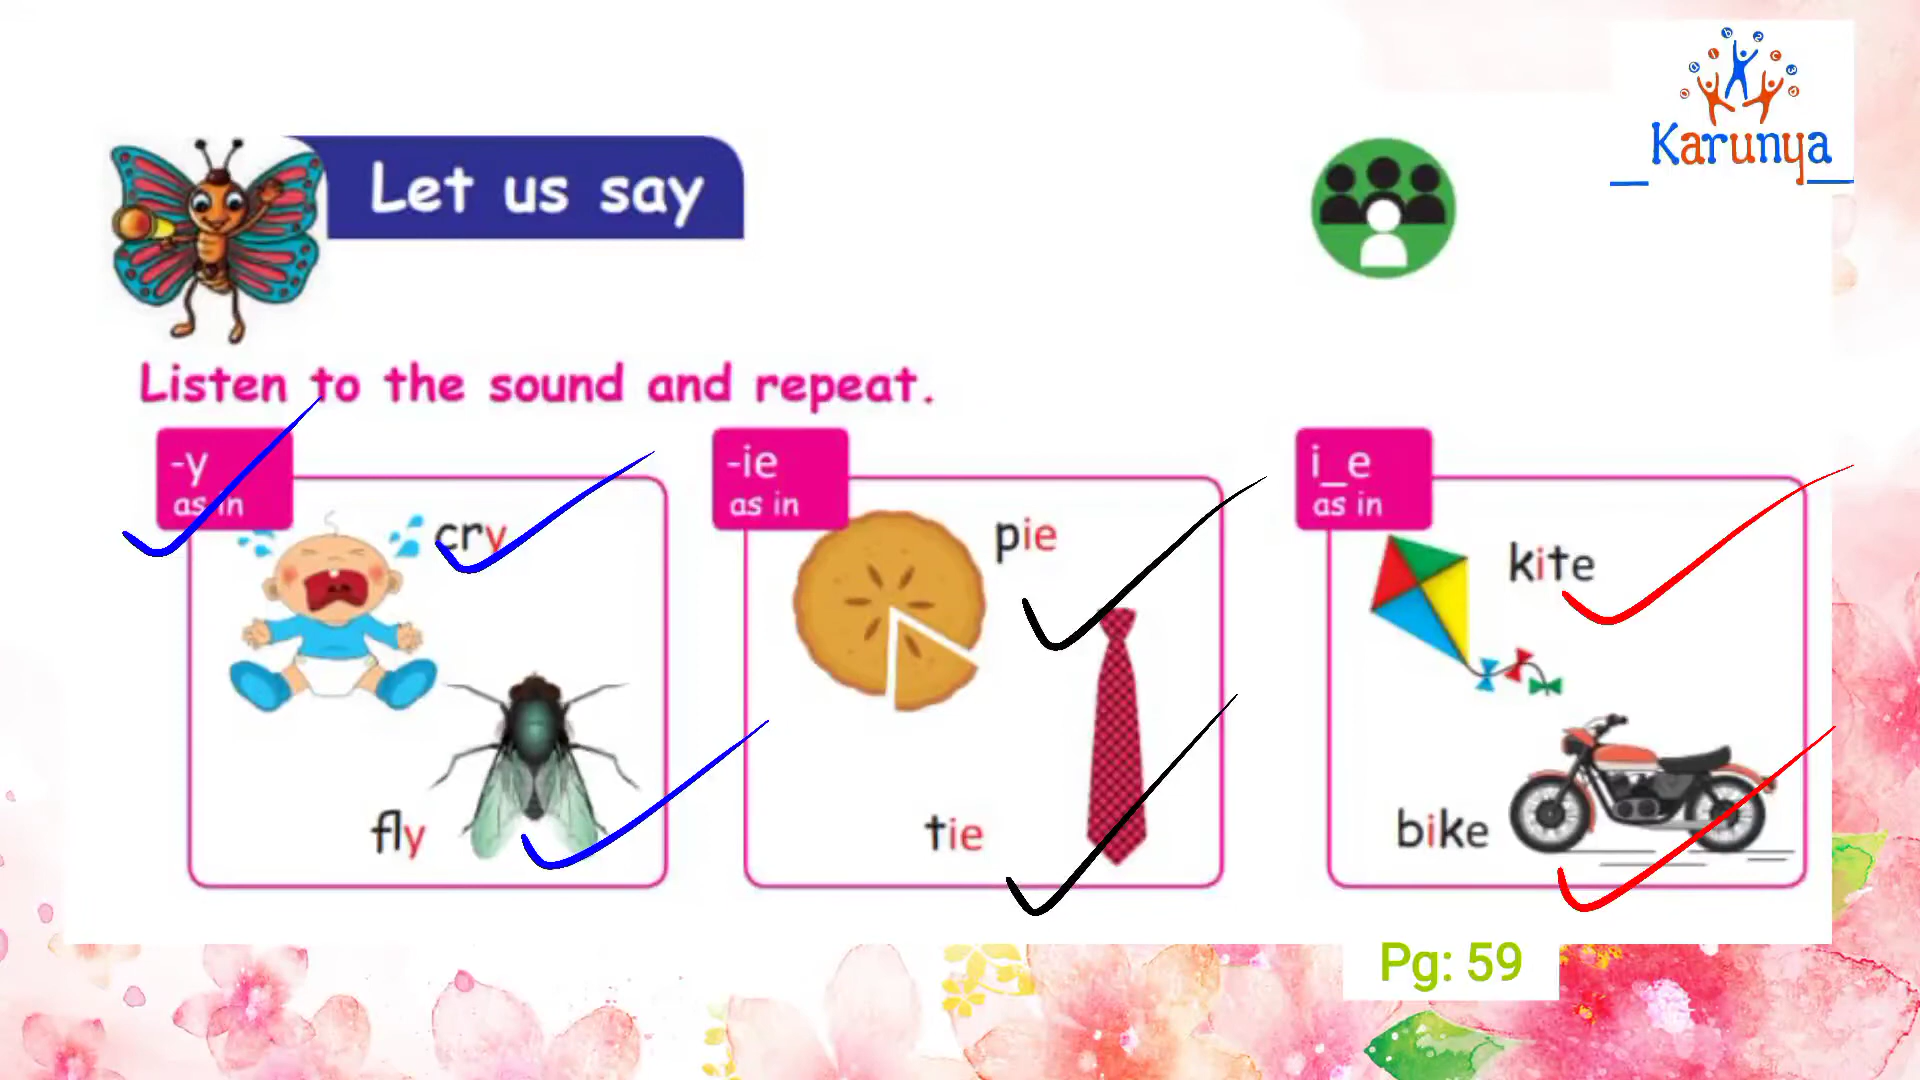 Karunya
Let us say
Listen to the sound and repeat.
-y
as in
cry
fly
-ie
as in
pie
tie
i_e
as in
kite
bike
Pg: 59